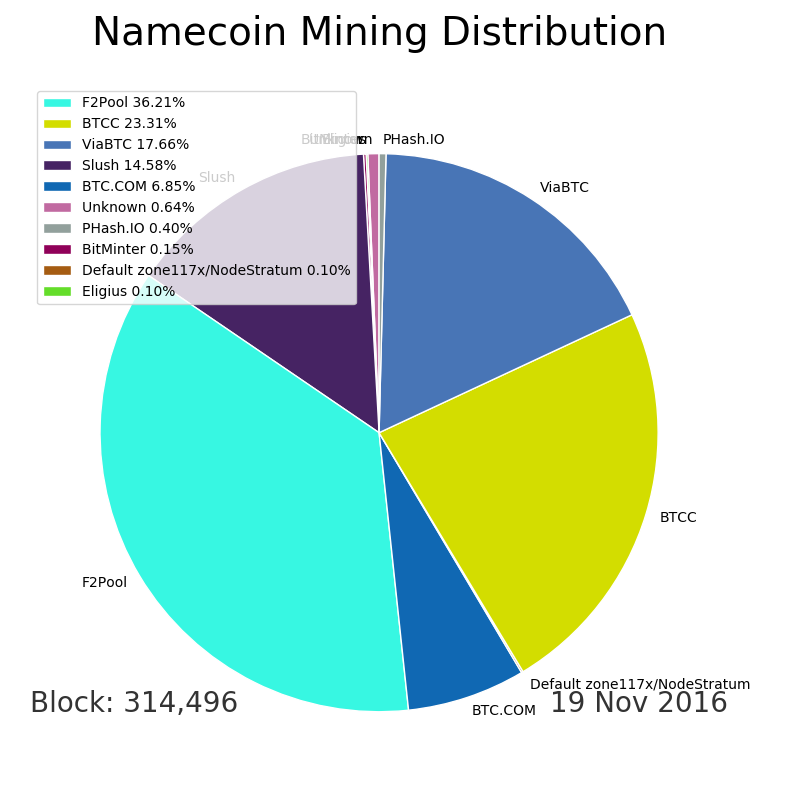 Namecoin Mining Distribution
F2Pool 36.21%
BTCC 23.31%
ViaBTC 17.66%
Slush 14.58%
BTC.COM 6.85%
Unknown 0.64%
PHash.IO 0.40%
BitMinter 0.15%
Default zone117x/NodeStratum 0.10%
Eligius 0.10%
PHash.IO
Slush
ViaBTC
BTCC
F2Pool
Default zone117x/NodeStratum
BTC.COM
Block: 314,496
19 Nov 2016